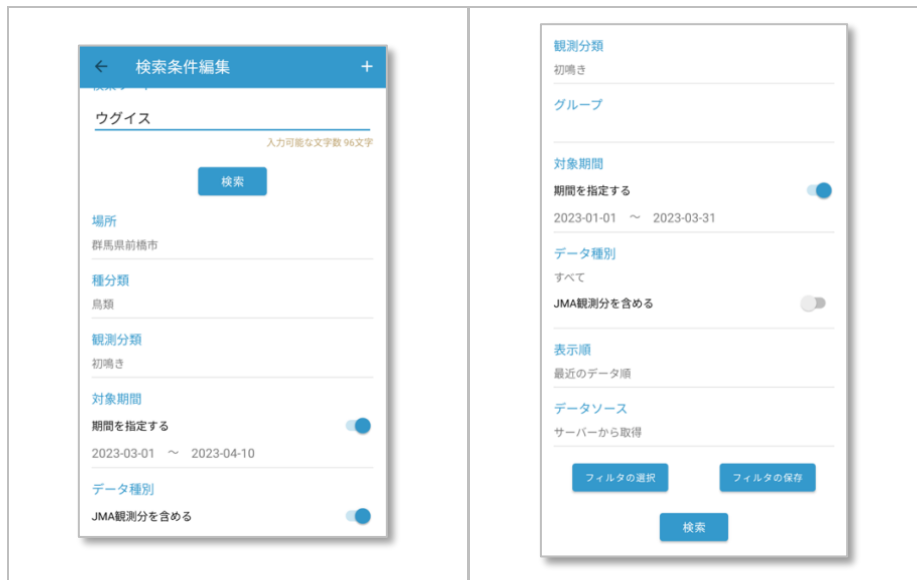 検索条件編集
ウグイス
入力可能な文字数 96文字
検索
場所
群馬県前橋市
種分類
鳥類
観測分類
初鳴き
対象期間
期間を指定する
2023-03-01 ～ 2023-04-10
データ種別
JMA観測分を含める
観測分類
初鳴き
グループ
対象期間
期間を指定する
2023-01-01 ～ 2023-03-31
データ種別
すべて
JMA観測分を含める
表示順
最近のデータ順
データソース
サーバーから取得
フィルタの選択 フィルタの保存
検索